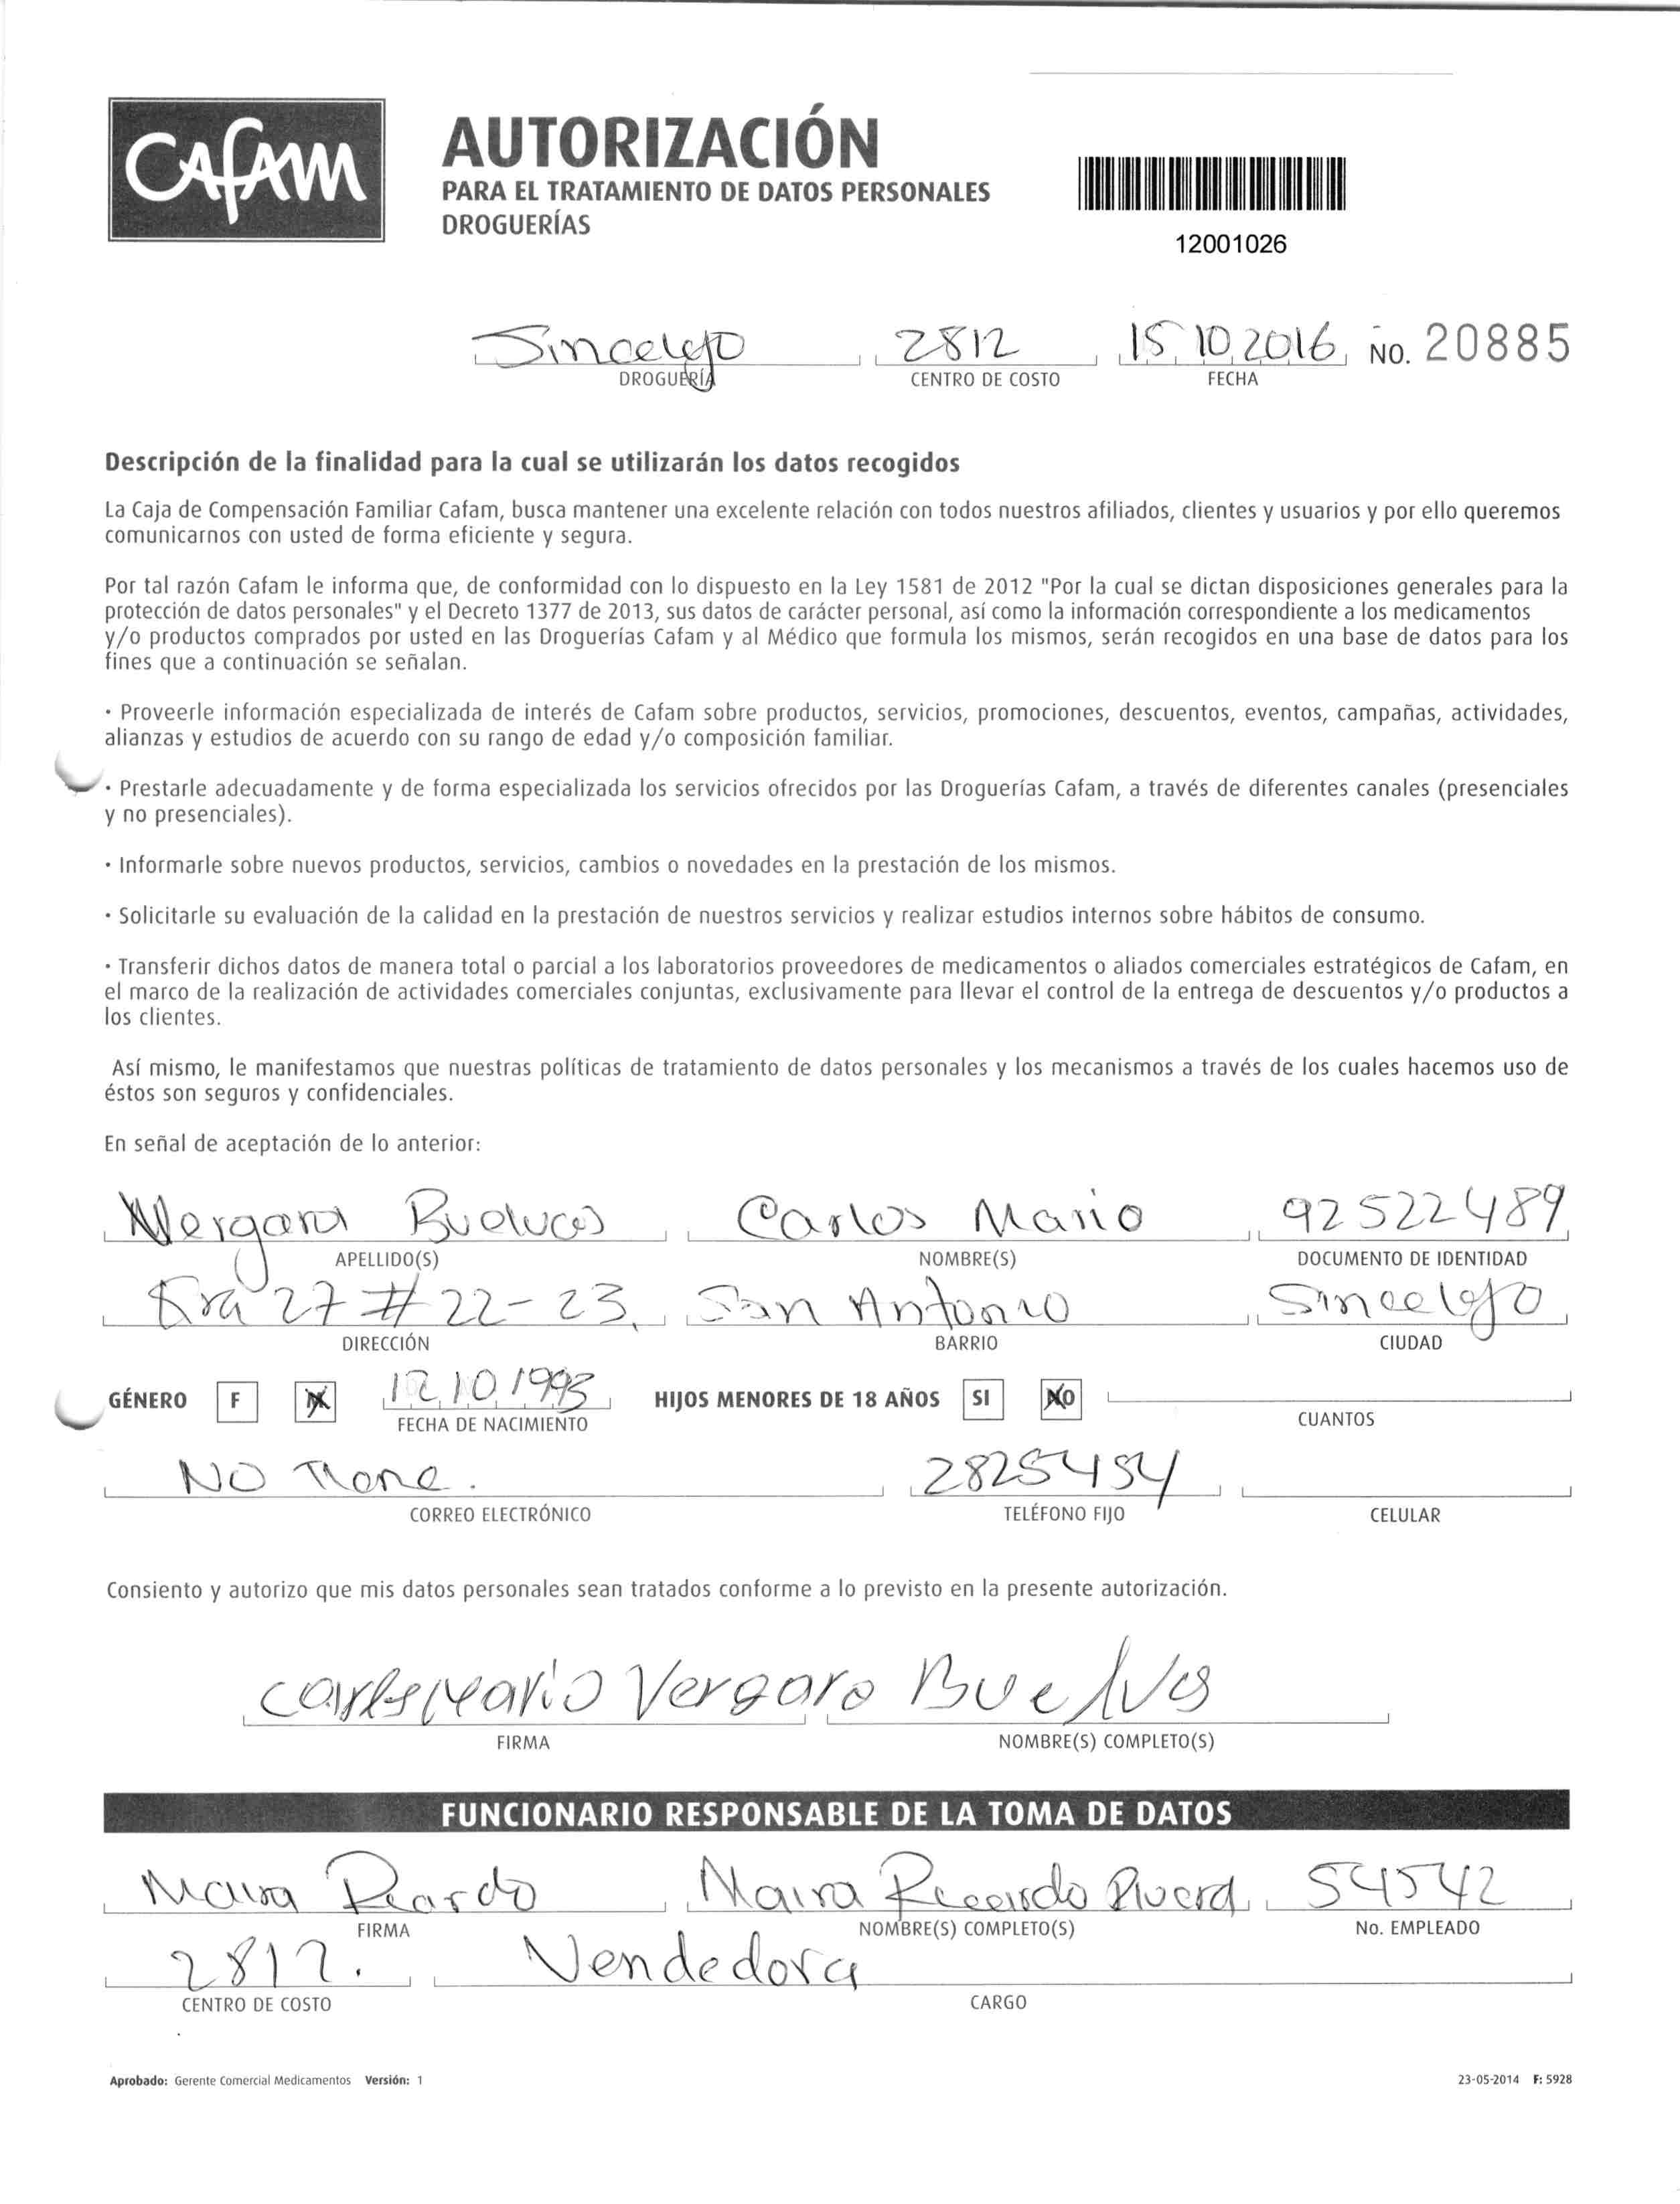 CAFAM
AUTORIZACIÓN
PARA EL TRATAMIENTO DE DATOS PERSONALES
DROGUERÍAS
12001026
Sincelejo 2812 15 10 2016 No. 20885
DROGUERÍA CENTRO DE COSTO FECHA
Descripción de la finalidad para la cual se utilizarán los datos recogidos
La Caja de Compensación Familiar Cafam, busca mantener una excelente relación con todos nuestros afiliados, clientes y usuarios y por ello queremos
comunicarnos con usted de forma eficiente y segura.
Por tal razón Cafam le informa que, de conformidad con lo dispuesto en la Ley 1581 de 2012 "Por la cual se dictan disposiciones generales para la
protección de datos personales" y el Decreto 1377 de 2013, sus datos de carácter personal, así como la información correspondiente a los medicamentos
y/o productos comprados por usted en las Droguerías Cafam y al Médico que formula los mismos, serán recogidos en una base de datos para los
fines que a continuación se señalan.
· Proveerle información especializada de interés de Cafam sobre productos, servicios, promociones, descuentos, eventos, campañas, actividades,
alianzas y estudios de acuerdo con su rango de edad y/o composición familiar.
· Prestarle adecuadamente y de forma especializada los servicios ofrecidos por las Droguerías Cafam, a través de diferentes canales (presenciales
y no presenciales).
· Informarle sobre nuevos productos, servicios, cambios o novedades en la prestación de los mismos.
· Solicitarle su evaluación de la calidad en la prestación de nuestros servicios y realizar estudios internos sobre hábitos de consumo.
· Transferir dichos datos de manera total o parcial a los laboratorios proveedores de medicamentos o aliados comerciales estratégicos de Cafam, en
el marco de la realización de actividades comerciales conjuntas, exclusivamente para llevar el control de la entrega de descuentos y/o productos a
los clientes.
Así mismo, le manifestamos que nuestras políticas de tratamiento de datos personales y los mecanismos a través de los cuales hacemos uso de
éstos son seguros y confidenciales.
En señal de aceptación de lo anterior:
Vergara Buelvas Carlos Mario 92522489
APELLIDO(S) NOMBRE(S) DOCUMENTO DE IDENTIDAD
Kra 27 # 22-23. San Antonio Sincelejo
DIRECCIÓN BARRIO CIUDAD
GÉNERO F M 12 10 1993 HIJOS MENORES DE 18 AÑOS SI NO
FECHA DE NACIMIENTO CUANTOS
No Tiene. 2825454
CORREO ELECTRÓNICO TELÉFONO FIJO CELULAR
Consiento y autorizo que mis datos personales sean tratados conforme a lo previsto en la presente autorización.
Carlos Mario Vergara Buelvas
FIRMA NOMBRE(S) COMPLETO(S)
FUNCIONARIO RESPONSABLE DE LA TOMA DE DATOS
Maira Ricardo Maira Ricardo Rivera 54542
FIRMA NOMBRE(S) COMPLETO(S) No. EMPLEADO
2812. Vendedora
CENTRO DE COSTO CARGO
Aprobado: Gerente Comercial Medicamentos Versión: 1 23-05-2014 F: 5928